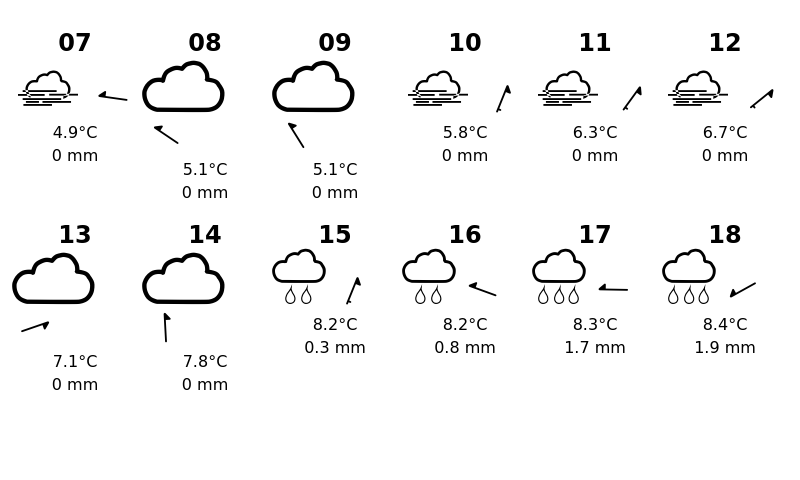 07 08 09 10 11 12
4.9°C 5.8°C 6.3°C 6.7°C
0 mm 0 mm 0 mm 0 mm
5.1°C 5.1°C
0 mm 0 mm
13 14 15 16 17 18
8.2°C 8.2°C 8.3°C 8.4°C
0.3 mm 0.8 mm 1.7 mm 1.9 mm
7.1°C 7.8°C
0 mm 0 mm